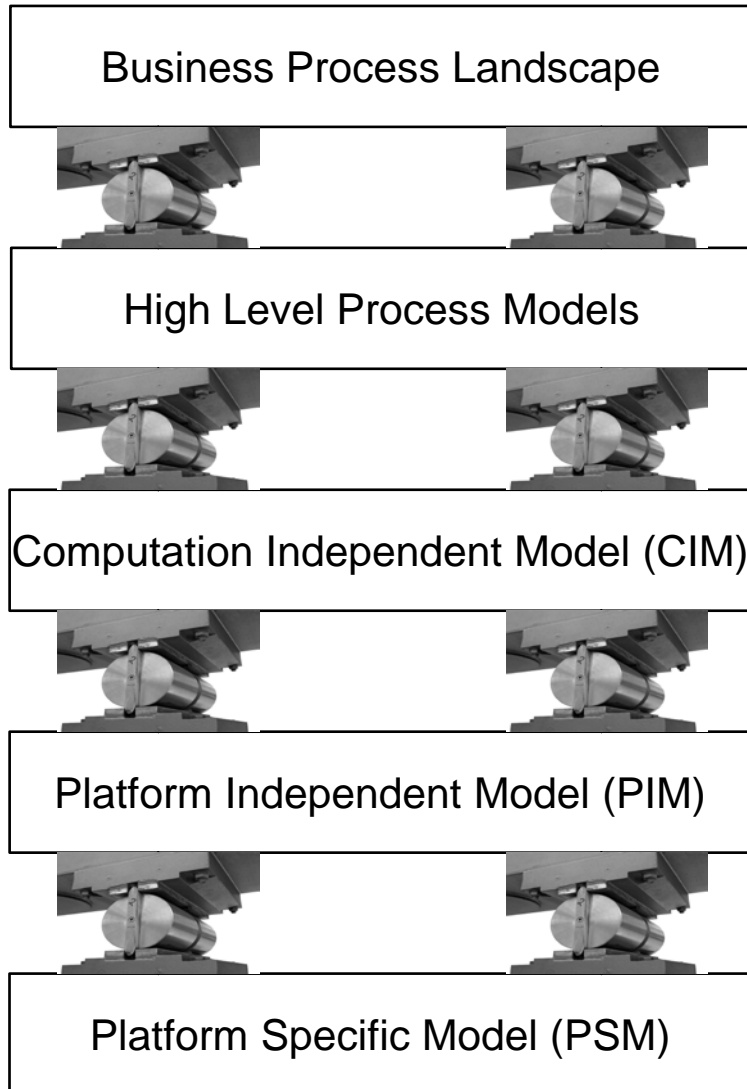 Business Process Landscape
High Level Process Models
Computation Independent Model (CIM)
Platform Independent Model (PIM)
Platform Specific Model (PSM)